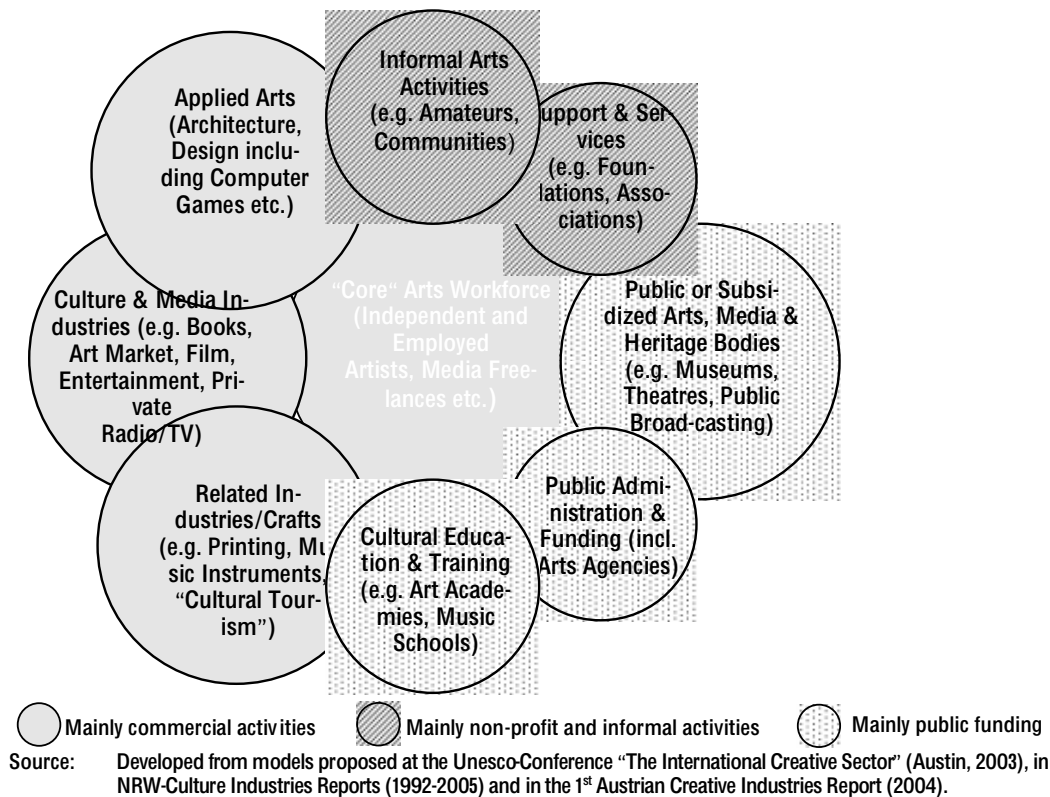 Informal Arts
Activities
(e.g. Amateurs,
Communities)
Applied Arts
(Architecture,
Design inclu-
ding Computer
Games etc.)
upport & Ser-
vices
(e.g. Foun-
lations, Asso-
ciations)
"Core" Arts Workforce
(Independent and
Employed
Artists, Media Free-
lances etc.)
Public or Subsi-
dized Arts, Media &
Heritage Bodies
(e.g. Museums,
Theatres, Public
Broad-casting)
Culture & Media In-
dustries (e.g. Books,
Art Market, Film,
Entertainment, Pri-
vate
Radio/TV)
Related In-
dustries/Crafts
(e.g. Printing, Mu
sic Instruments,
"Cultural Tour-
ism")
Cultural Educa-
tion & Training
(e.g. Art Acade-
mies, Music
Schools)
Public Admi-
nistration &
Funding (incl.
Arts Agencies)
Mainly commercial activities
Mainly non-profit and informal activities
Mainly public funding
Source: Developed from models proposed at the Unesco-Conference "The International Creative Sector" (Austin, 2003), in
NRW-Culture Industries Reports (1992-2005) and in the 1st Austrian Creative Industries Report (2004).